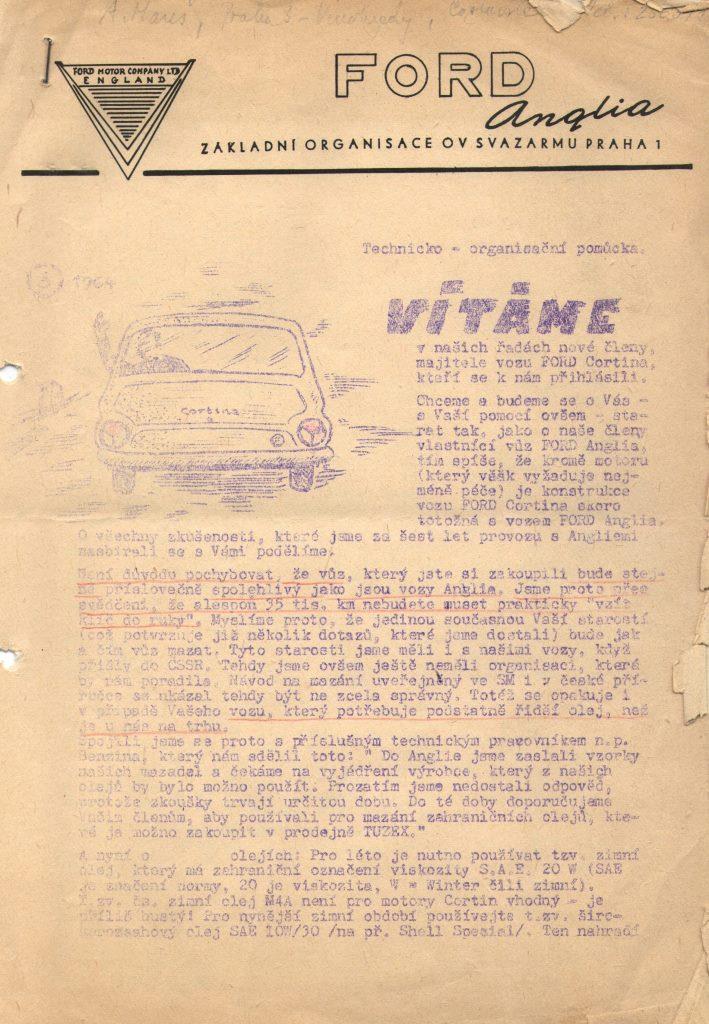 A. Mareš, Praha 3 - Vinohrady,
FORD MOTOR COMPANY LTD
ENGLAND
FORD
Anglia
ZÁKLADNÍ ORGANISACE OV SVAZARMU PRAHA 1
Technicko - organisační pomůcka.
3 1964
VÍTÁME
v našich řadách nové členy,
majitele vozu FORD Cortina,
kteří se k nám přihlásili.
Cortina
Chceme a budeme se o Vás -
s Vaší pomocí ovšem - sta-
rat tak, jako o naše členy
vlastnící vůz FORD Anglia,
tím spíše, že kromě motoru
(který však vyžaduje nej-
méně péče) je konstrukce
vozu FORD Cortina skoro
totožná s vozem FORD Anglia.
O všechny zkušenosti, které jsme za šest let provozu s Angliemi
nasbírali se s Vámi podělíme.
Není důvodu pochybovat, že vůz, který jste si zakoupili bude stej-
ně příslovečně spolehlivý jako jsou vozy Anglia. Jsme proto pře-
svědčeni, že alespoň 35 tis. km nebudete muset prakticky "vzít
klíč do ruky". Myslíme proto, že jedinou současnou Vaší starostí
(což potvrzuje již několik dotazů, které jsme dostali) bude jak
a čím vůz mazat. Tyto starosti jsme měli i s našimi vozy, když
přišly do ČSSR. Tehdy jsme ovšem ještě neměli organisaci, která
by nám poradila. Návod na mazání uveřejněný ve SM i v české pří-
ručce se ukázal tehdy být ne zcela správný. Totéž se opakuje i
v případě Vašeho vozu, který potřebuje podstatně řidší olej, než
je u nás na trhu.
Spojili jsme se proto s příslušným technickým pracovníkem n.p.
Benzina, který nám sdělil toto: " Do Anglie jsme zaslali vzorky
našich mazadel a čekáme na vyjádření výrobce, který z našich
olejů by bylo možno použít. Prozatím jsme nedostali odpověď,
protože zkoušky trvají určitou dobu. Do té doby doporučujeme
Vašim členům, aby používali pro mazání zahraničních olejů, kte-
ré je možno zakoupit v prodejně TUZEX."
A nyní o olejích: Pro léto je nutno používat tzv. zimní
olej, který má zahraniční označení viskozity S.A.E. 20 W (SAE
je značení normy, 20 je viskozita, W = Winter čili zimní).
T.zv. čs. zimní olej M4A není pro motory Cortin vhodný - je
příliš hustý! Pro nynější zimní období používejte t.zv. širo-
korozsahový olej SAE 10W/30 /na př. Shell Special/. Ten nahradí